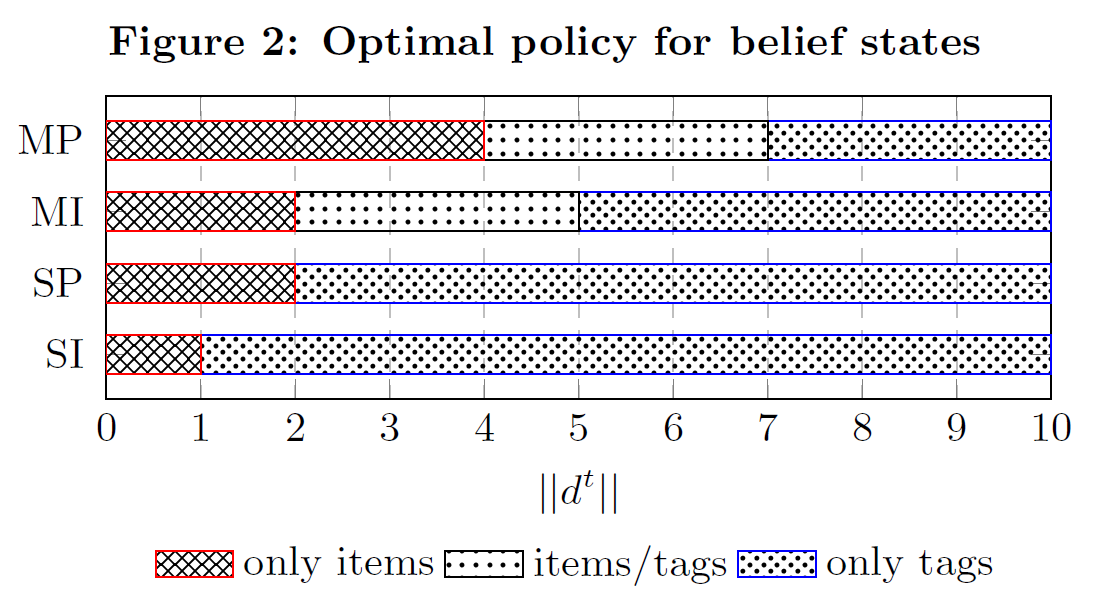 Figure 2: Optimal policy for belief states
MP
MI
SP
SI
0 1 2 3 4 5 6 7 8 9 10
||d^t||
only items items/tags only tags